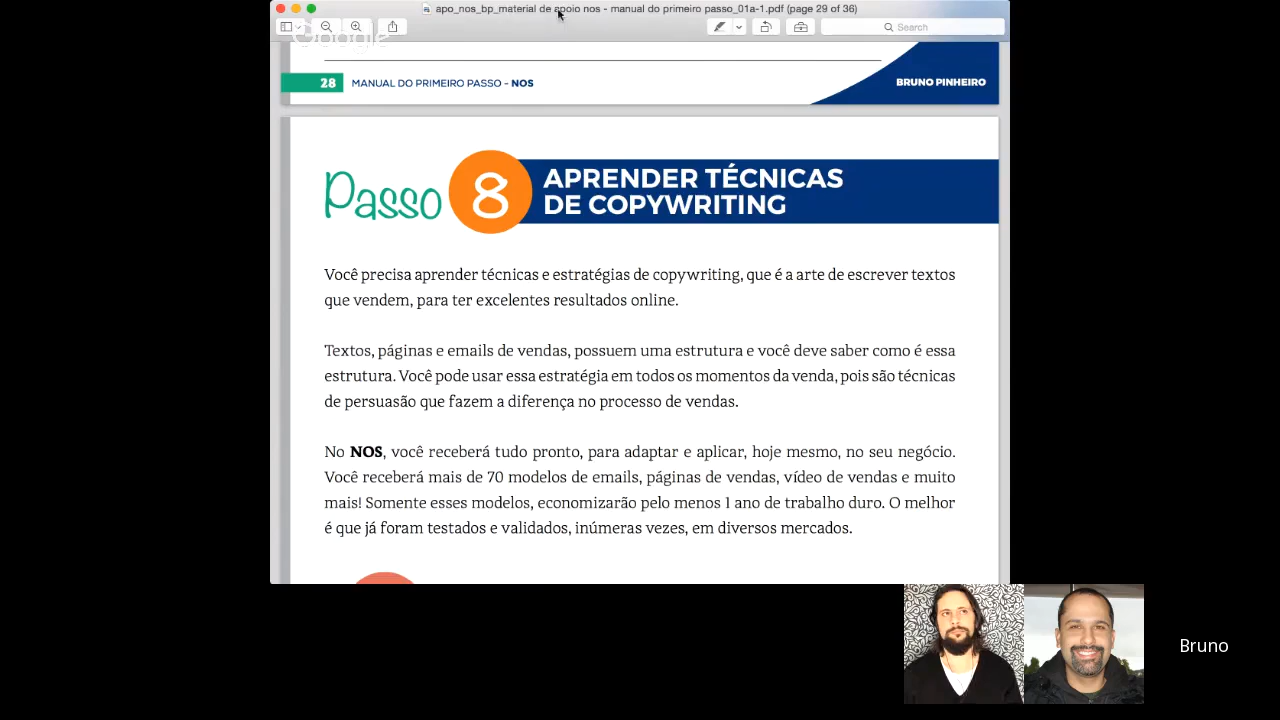 apo_nos_bp_material de apoio nos - manual do primeiro passo_01a-1.pdf (page 29 of 36)
Search
Google
28 MANUAL DO PRIMEIRO PASSO - NOS
BRUNO PINHEIRO
Passo 8 APRENDER TÉCNICAS
DE COPYWRITING
Você precisa aprender técnicas e estratégias de copywriting, que é a arte de escrever textos
que vendem, para ter excelentes resultados online.
Textos, páginas e emails de vendas, possuem uma estrutura e você deve saber como é essa
estrutura. Você pode usar essa estratégia em todos os momentos da venda, pois são técnicas
de persuasão que fazem a diferença no processo de vendas.
No NOS, você receberá tudo pronto, para adaptar e aplicar, hoje mesmo, no seu negócio.
Você receberá mais de 70 modelos de emails, páginas de vendas, vídeo de vendas e muito
mais! Somente esses modelos, economizarão pelo menos 1 ano de trabalho duro. O melhor
é que já foram testados e validados, inúmeras vezes, em diversos mercados.
Bruno